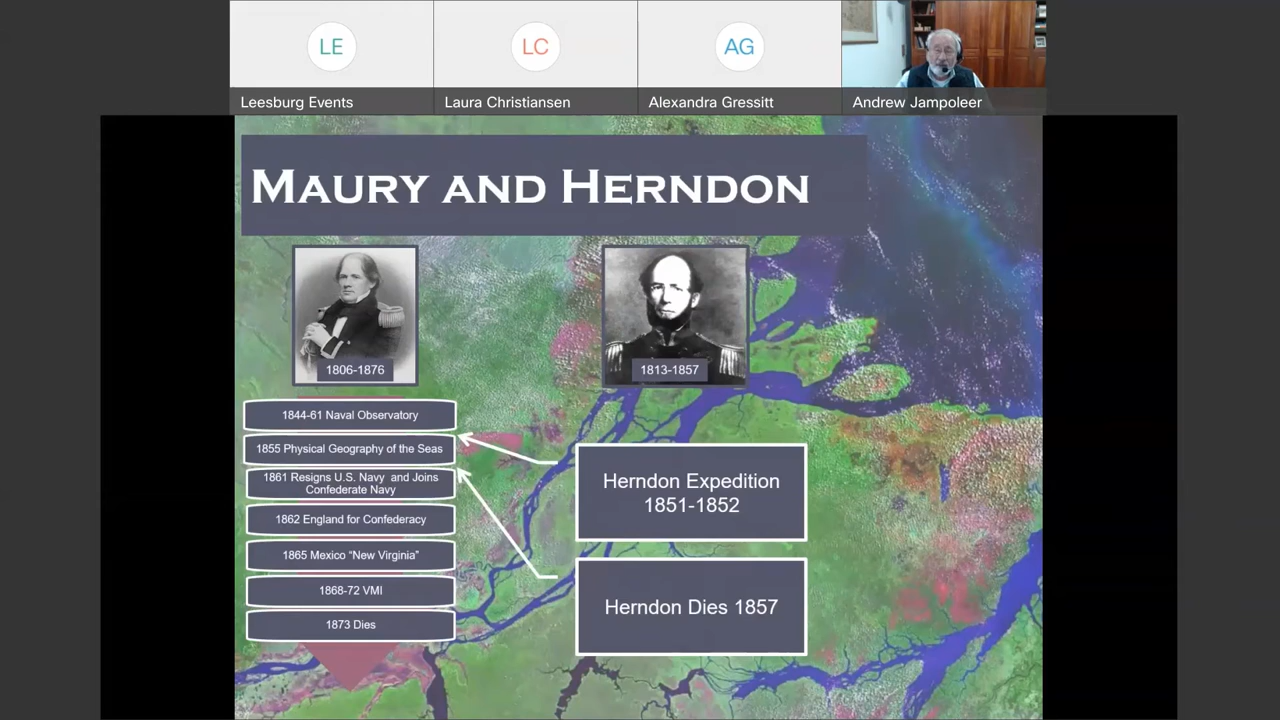 LE
LC
AG
Leesburg Events
Laura Christiansen
Alexandra Gressitt
Andrew Jampoleer
MAURY AND HERNDON
1806-1876
1813-1857
1844-61 Naval Observatory
1855 Physical Geography of the Seas
1861 Resigns U.S. Navy and Joins
Confederate Navy
1862 England for Confederacy
1865 Mexico “New Virginia”
1868-72 VMI
1873 Dies
Herndon Expedition
1851-1852
Herndon Dies 1857